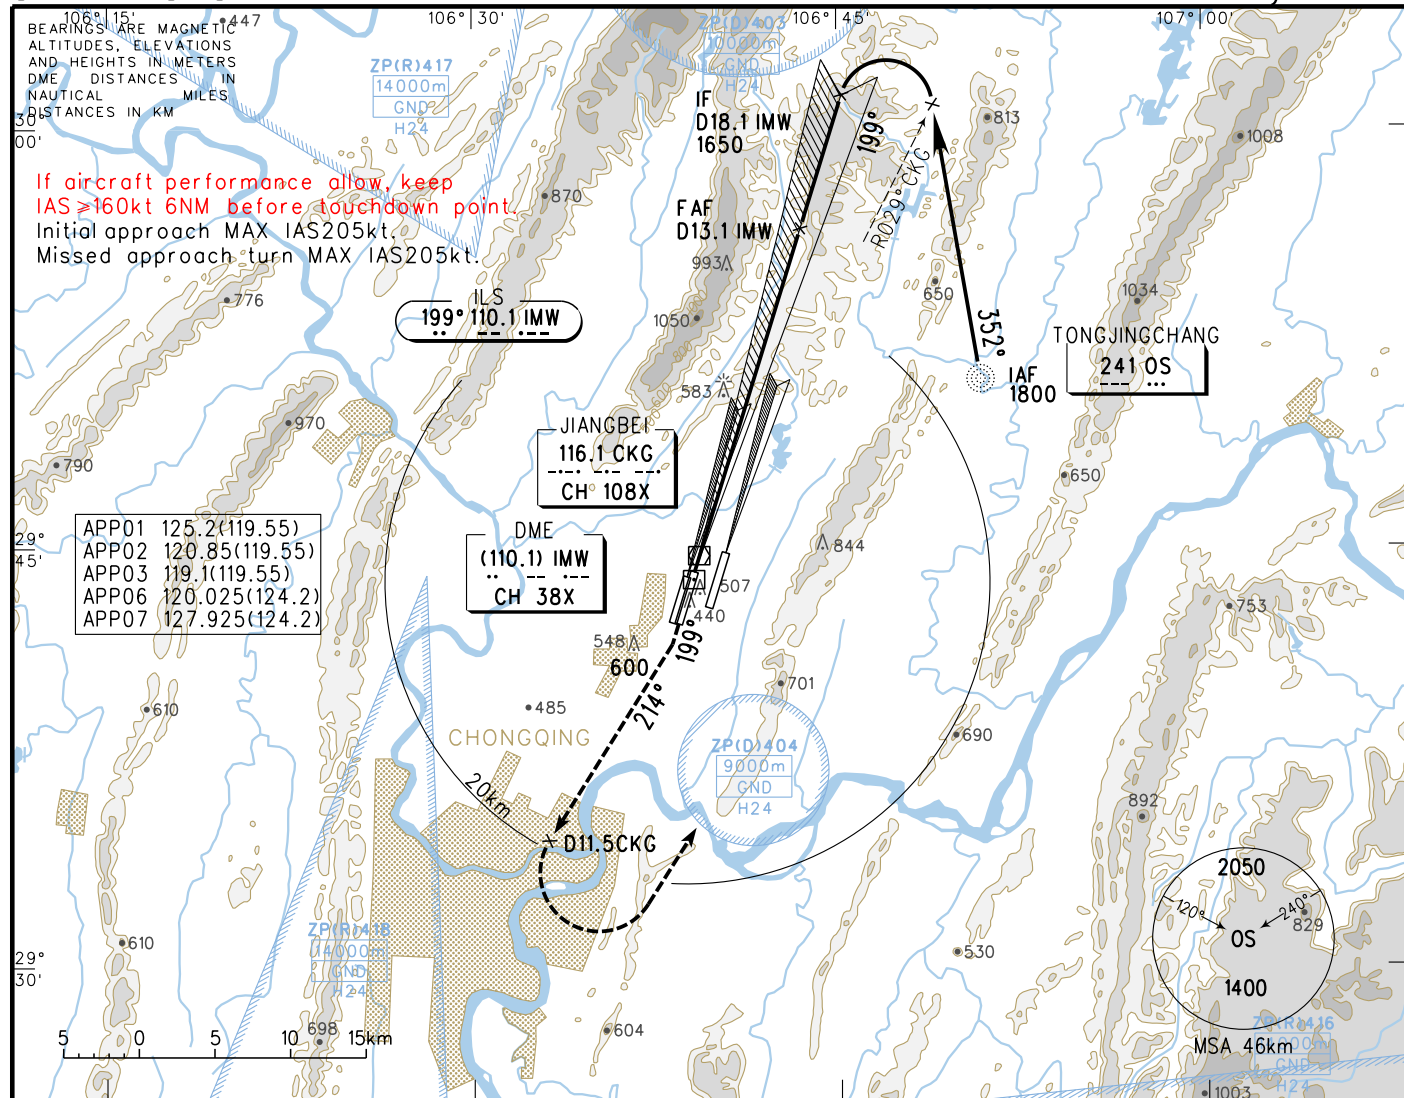 106°15'
106°30'
106°45'
107°00'
BEARINGS ARE MAGNETIC
ALTITUDES, ELEVATIONS
AND HEIGHTS IN METERS
DME DISTANCES IN
NAUTICAL MILES
DISTANCES IN KM
30°
00'
447
ZP(R)417
14000m
GND
H24
ZP(D)403
10000m
GND
H24
IF
D18.1 IMW
1650
199°
R029°CKG
813
1008
If aircraft performance allow, keep
IAS≥160kt 6NM before touchdown point.
Initial approach MAX IAS205kt.
Missed approach turn MAX IAS205kt.
870
FAF
D13.1 IMW
993
776
650
1034
ILS
199° 110.1 IMW
.. -- .--
1050
800
600
352°
TONGJINGCHANG
241 OS
--- ...
IAF
1800
583
970
790
JIANGBEI
116.1 CKG
-.-. -.- --.
CH 108X
650
APP01 125.2(119.55)
APP02 120.85(119.55)
APP03 119.1(119.55)
APP06 120.025(124.2)
APP07 127.925(124.2)
DME
(110.1) IMW
.. -- .--
CH 38X
29°
45'
844
507
440
753
548
600
199°
214°
701
610
485
CHONGQING
690
ZP(D)404
9000m
GND
H24
20km
892
D11.5CKG
2050
120°
240°
OS
829
1400
MSA 46km
610
ZP(R)418
14000m
GND
H24
530
29°
30'
604
698
5 0 5 10 15km
ZP(R)416
GND
H24
1003